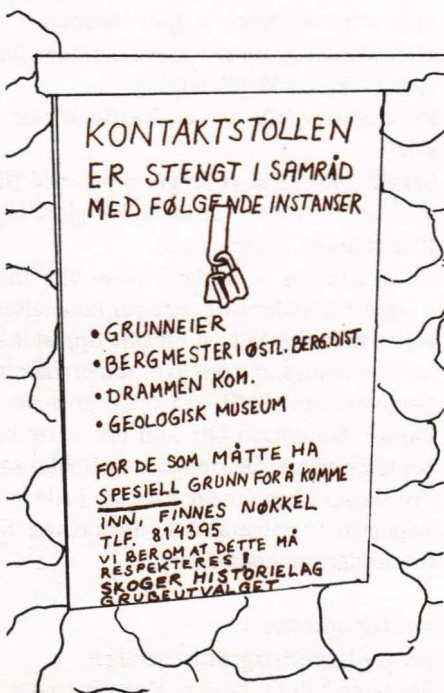 KONTAKTSTOLLEN
ER STENGT I SAMRÅD
MED FØLGENDE INSTANSER
• GRUNNEIER
• BERGMESTER I ØSTL. BERG.DIST.
• DRAMMEN KOM.
• GEOLOGISK MUSEUM
FOR DE SOM MÅTTE HA
SPESIELL GRUNN FOR Å KOMME
INN FINNES NØKKEL
TLF. 814395
VI BER OM AT DETTE MÅ
RESPEKTERES!
SKOGER HISTORIELAG
GRUBEUTVALGET